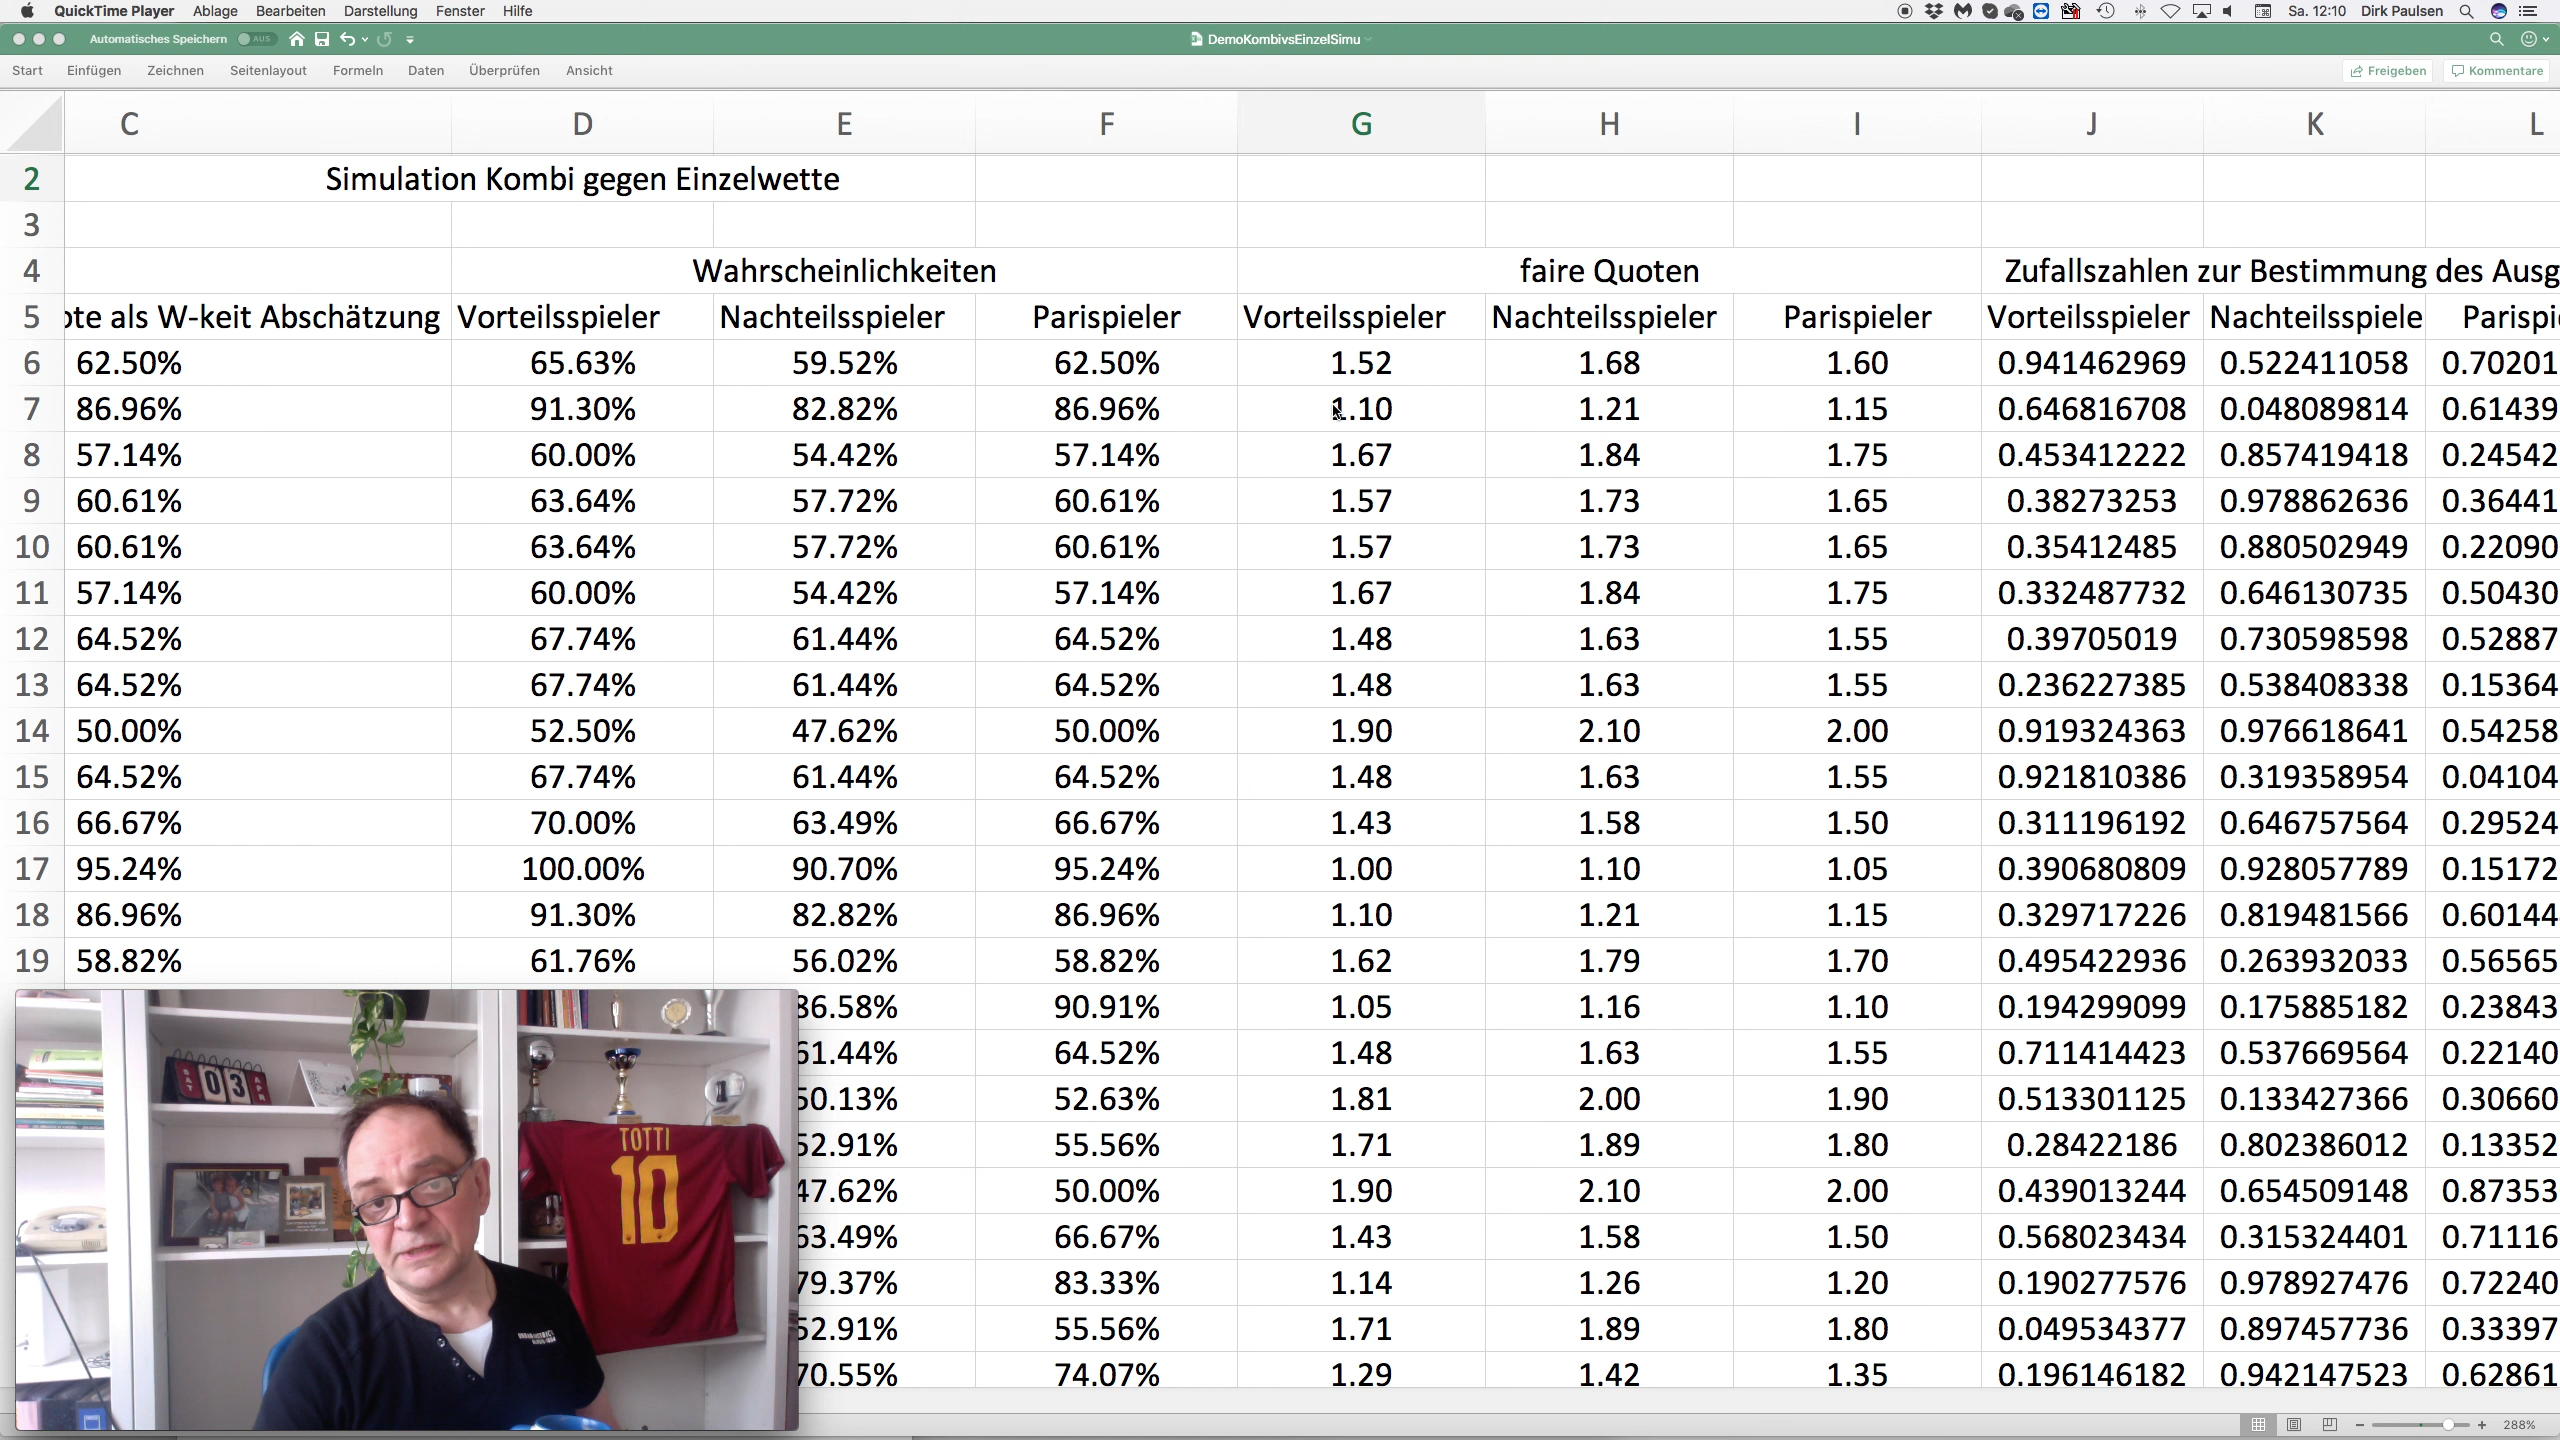 QuickTime Player Ablage Bearbeiten Darstellung Fenster Hilfe Sa. 12:10 Dirk Paulsen
Automatisches Speichern AUS DemoKombivsEinzelSimu
Start Einfügen Zeichnen Seitenlayout Formeln Daten Überprüfen Ansicht Freigeben Kommentare
C D E F G H I J K L
2 Simulation Kombi gegen Einzelwette
3
4 Wahrscheinlichkeiten faire Quoten Zufallszahlen zur Bestimmung des Ausg
5 ote als W-keit Abschätzung Vorteilsspieler Nachteilsspieler Parispieler Vorteilsspieler Nachteilsspieler Parispieler Vorteilsspieler Nachteilsspiele Parispi
6 62.50% 65.63% 59.52% 62.50% 1.52 1.68 1.60 0.941462969 0.522411058 0.70201
7 86.96% 91.30% 82.82% 86.96% 1.10 1.21 1.15 0.646816708 0.048089814 0.61439
8 57.14% 60.00% 54.42% 57.14% 1.67 1.84 1.75 0.453412222 0.857419418 0.24542
9 60.61% 63.64% 57.72% 60.61% 1.57 1.73 1.65 0.38273253 0.978862636 0.36441
10 60.61% 63.64% 57.72% 60.61% 1.57 1.73 1.65 0.35412485 0.880502949 0.22090
11 57.14% 60.00% 54.42% 57.14% 1.67 1.84 1.75 0.332487732 0.646130735 0.50430
12 64.52% 67.74% 61.44% 64.52% 1.48 1.63 1.55 0.39705019 0.730598598 0.52887
13 64.52% 67.74% 61.44% 64.52% 1.48 1.63 1.55 0.236227385 0.538408338 0.15364
14 50.00% 52.50% 47.62% 50.00% 1.90 2.10 2.00 0.919324363 0.976618641 0.54258
15 64.52% 67.74% 61.44% 64.52% 1.48 1.63 1.55 0.921810386 0.319358954 0.04104
16 66.67% 70.00% 63.49% 66.67% 1.43 1.58 1.50 0.311196192 0.646757564 0.29524
17 95.24% 100.00% 90.70% 95.24% 1.00 1.10 1.05 0.390680809 0.928057789 0.15172
18 86.96% 91.30% 82.82% 86.96% 1.10 1.21 1.15 0.329717226 0.819481566 0.60144
19 58.82% 61.76% 56.02% 58.82% 1.62 1.79 1.70 0.495422936 0.263932033 0.56565
86.58% 90.91% 1.05 1.16 1.10 0.194299099 0.175885182 0.23843
61.44% 64.52% 1.48 1.63 1.55 0.711414423 0.537669564 0.22140
50.13% 52.63% 1.81 2.00 1.90 0.513301125 0.133427366 0.30660
52.91% 55.56% 1.71 1.89 1.80 0.28422186 0.802386012 0.13352
47.62% 50.00% 1.90 2.10 2.00 0.439013244 0.654509148 0.87353
63.49% 66.67% 1.43 1.58 1.50 0.568023434 0.315324401 0.71116
79.37% 83.33% 1.14 1.26 1.20 0.190277576 0.978927476 0.72240
52.91% 55.56% 1.71 1.89 1.80 0.049534377 0.897457736 0.33397
70.55% 74.07% 1.29 1.42 1.35 0.196146182 0.942147523 0.62861
SAT 03 APR
TOTTI
10
288%